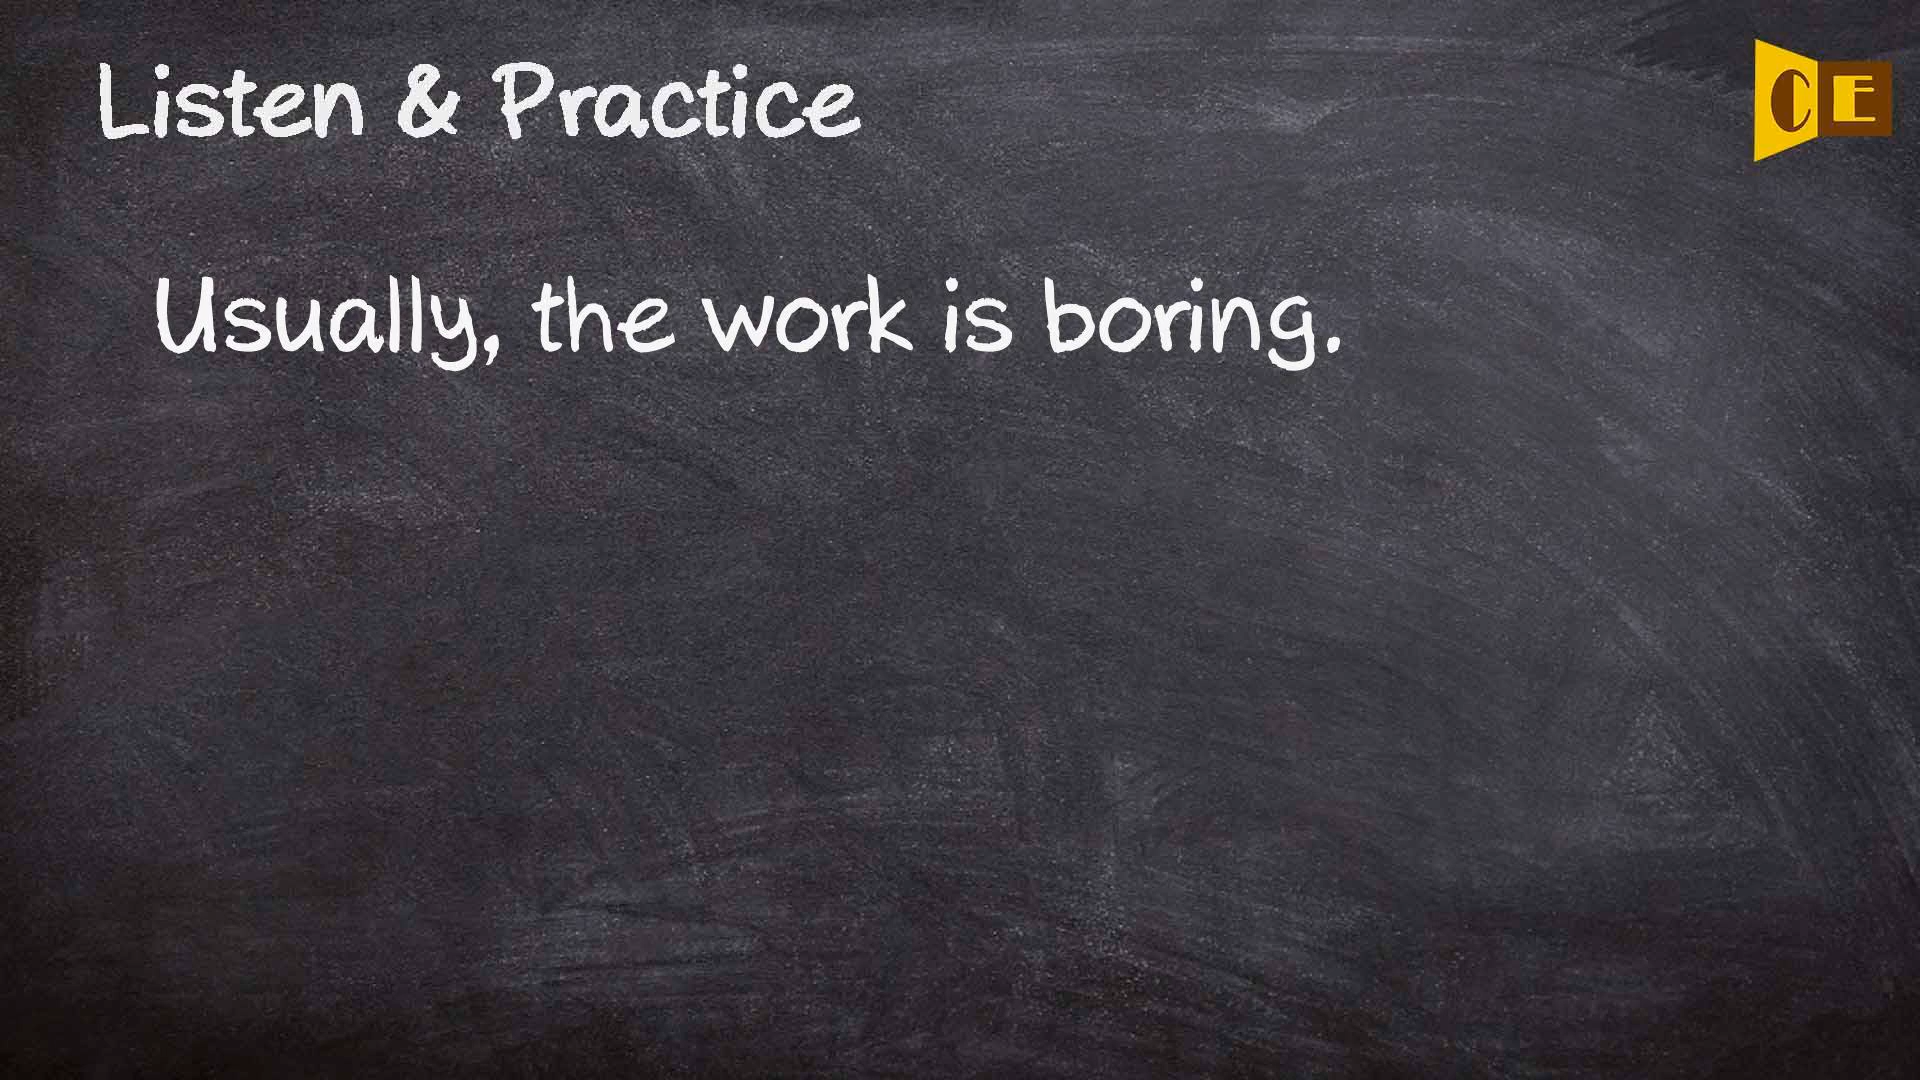 Listen & Practice
CE
Usually, the work is boring.